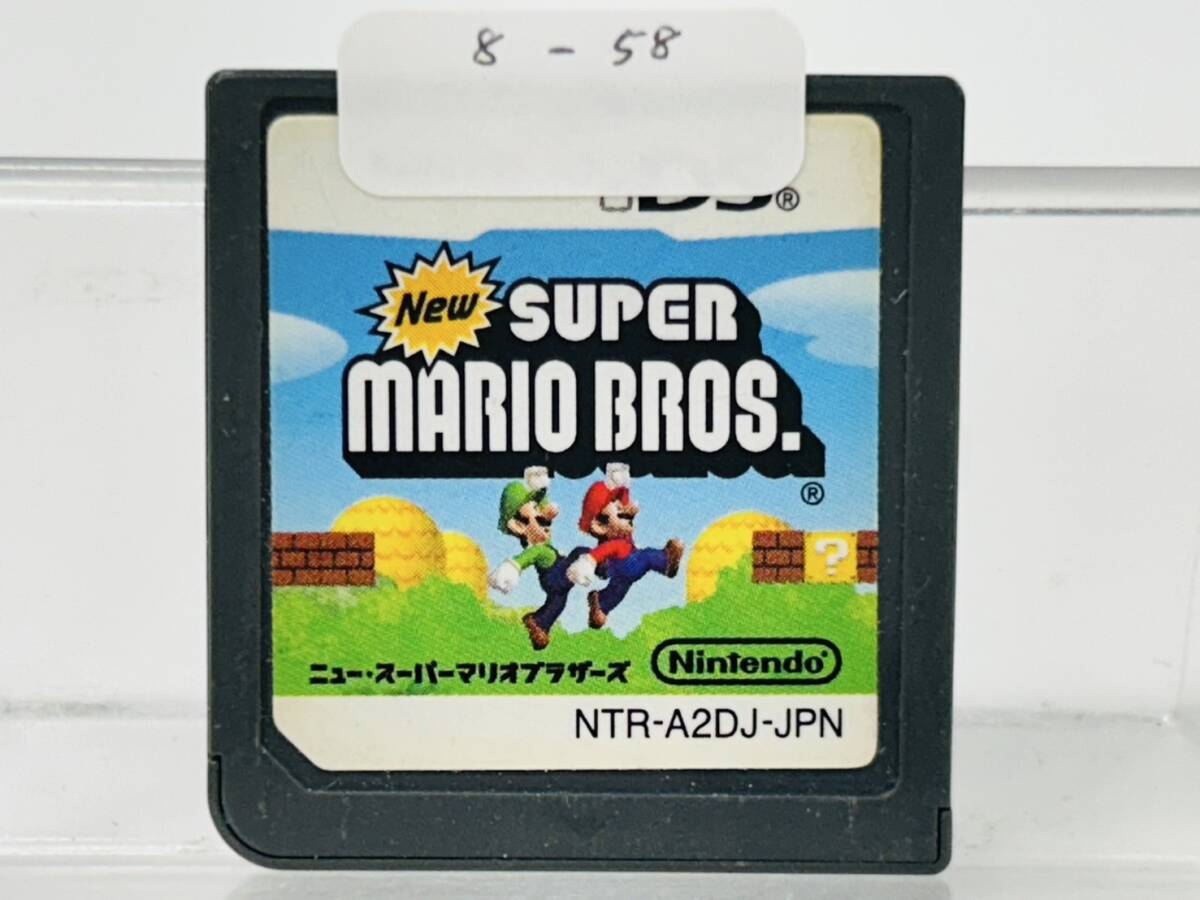 8 - 58
DS®
New SUPER
MARIO BROS.
®
?
ニュー・スーパーマリオブラザーズ
Nintendo®
NTR-A2DJ-JPN